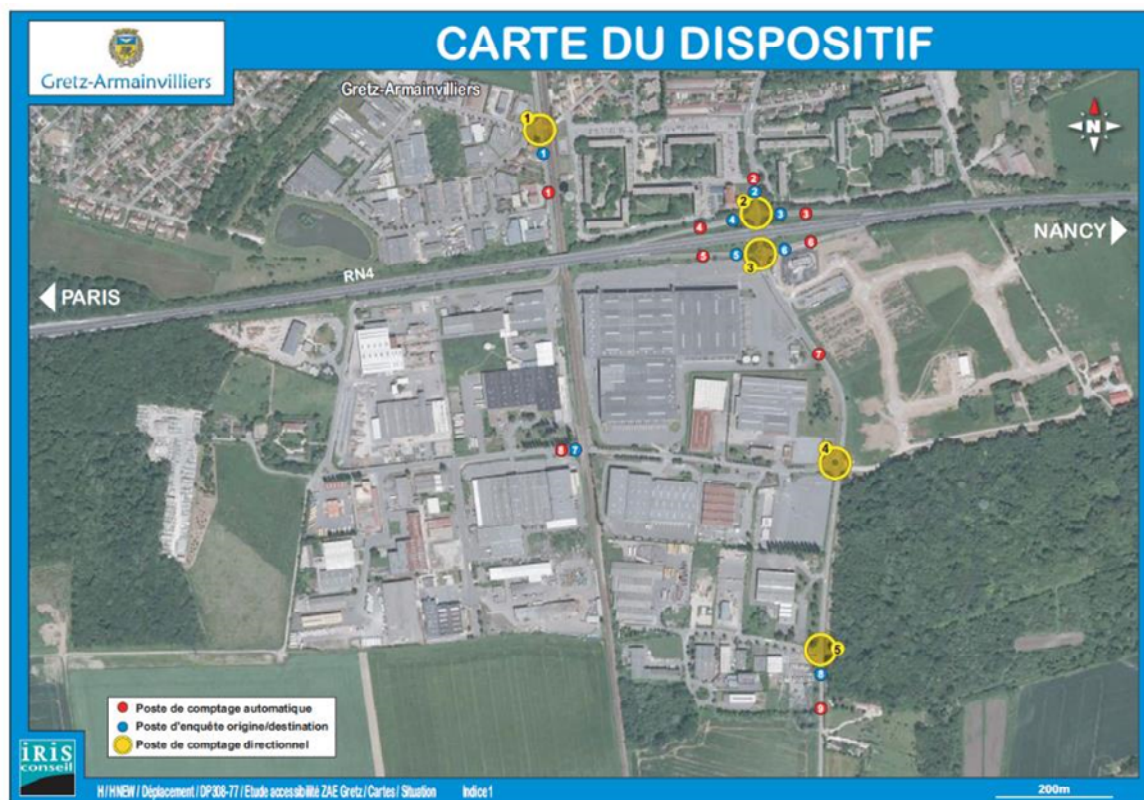 CARTE DU DISPOSITIF
Gretz-Armainvilliers
Gretz-Armainvilliers
1
1
1
2
2
2
3
3
4
4
N
NANCY
5
5
3
6
6
RN4
PARIS
7
8
7
4
5
8
9
Poste de comptage automatique
Poste d'enquête origine/destination
Poste de comptage directionnel
iRiS
conseil
H / HNEW / Déplacement / DP308-77 / Etude accessibilité ZAE Gretz / Cartes / Situation Indice 1
200m